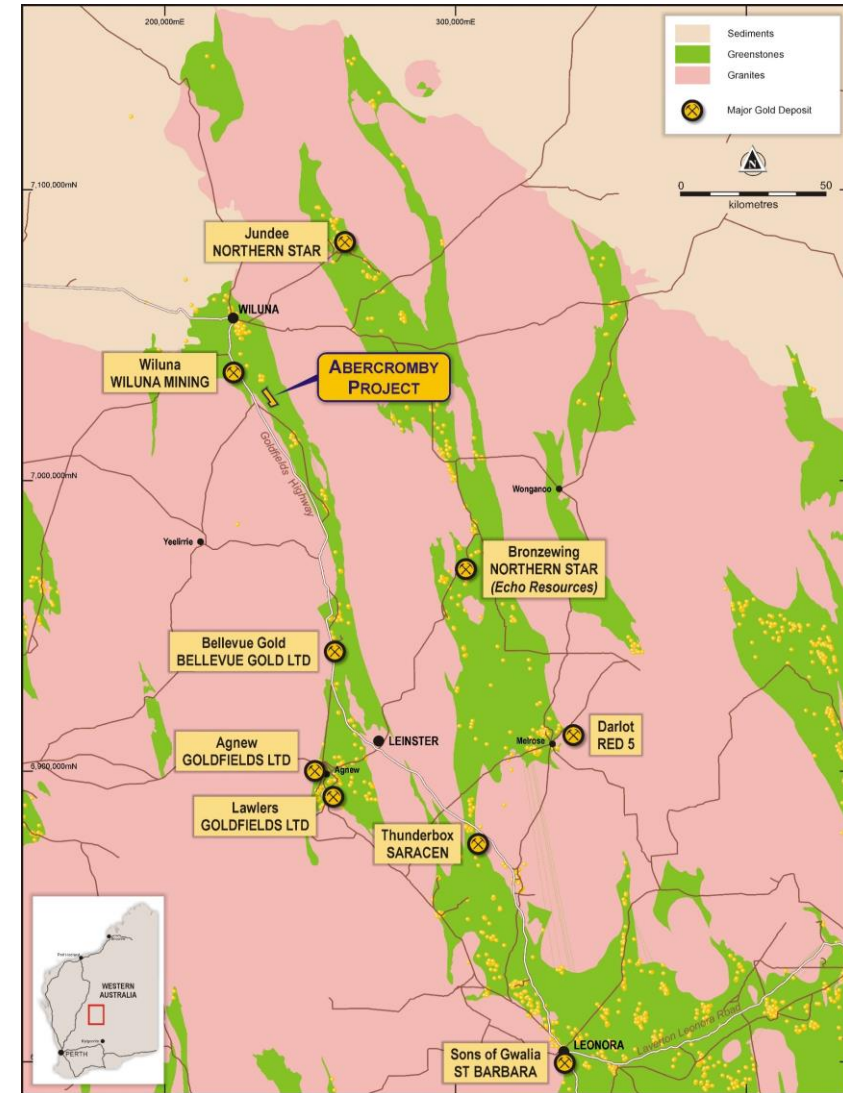 200,000mE
300,000mE
Sediments
Greenstones
Granites
Major Gold Deposit
0
50
kilometres
7,100,000mN
Jundee
NORTHERN STAR
WILUNA
Wiluna
WILUNA MINING
ABERCROMBY
PROJECT
Goldfields Highway
7,000,000mN
Wonganoo
Yeelirrie
Bronzewing
NORTHERN STAR
(Echo Resources)
Bellevue Gold
BELLEVUE GOLD LTD
LEINSTER
Darlot
RED 5
Melrose
Agnew
GOLDFIELDS LTD
6,900,000mN
Agnew
Lawlers
GOLDFIELDS LTD
Thunderbox
SARACEN
WESTERN
AUSTRALIA
Kalgoorlie
PERTH
Laverton Leonora Road
LEONORA
Sons of Gwalia
ST BARBARA